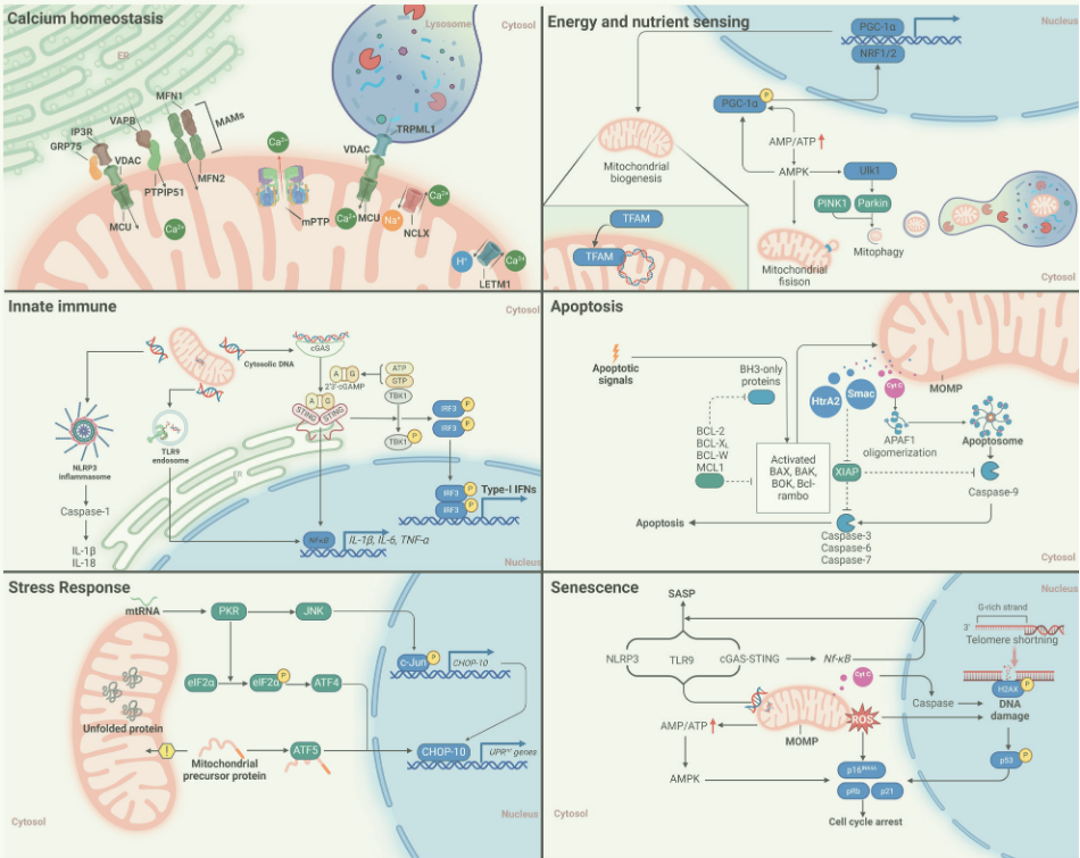 Calcium homeostasis
Lysosome
Cytosol
ER
MFN1
VAPB
MAMs
IP3R
GRP75
VDAC
TRPML1
VDAC
Ca²⁺
PTPIP51
MFN2
MCU
Ca²⁺
mPTP
Ca²⁺
MCU
Na⁺
Ca²⁺
NCLX
H⁺
Ca²⁺
LETM1
Energy and nutrient sensing
Nucleus
PGC-1α
NRF1/2
PGC-1α
P
AMP/ATP
Mitochondrial
biogenesis
AMPK
Ulk1
PINK1
Parkin
TFAM
TFAM
Mitophagy
Mitochondrial
fisison
Cytosol
Innate immune
Cytosol
Cytosolic DNA
cGAS
A G
2'3'-cGAMP
ATP
GTP
TBK1
A G
STING
STING
IRF3
P
IRF3
P
TBK1
P
NLRP3
inflammasome
TLR9
endosome
ER
Caspase-1
IRF3
P
IRF3
P
Type-I IFNs
IL-1β
IL-18
NFκB
IL-1β, IL-6, TNF-α
Nucleus
Apoptosis
Apoptotic
signals
BH3-only
proteins
HtrA2
Smac
Cyt C
MOMP
BCL-2
BCL-XL
BCL-W
MCL1
APAF1
oligomerization
Apoptosome
Activated
BAX, BAK,
BOK, Bcl-
rambo
XIAP
Caspase-9
Apoptosis
Caspase-3
Caspase-6
Caspase-7
Cytosol
Stress Response
mtRNA
PKR
JNK
c-Jun
P
CHOP-10
eIF2α
eIF2α
P
ATF4
Unfolded protein
!
Mitochondrial
precursor protein
ATF5
CHOP-10
UPRᵐᵗ genes
Cytosol
Nucleus
Senescence
Nucleus
SASP
G-rich strand
3'
Telomere shortning
NLRP3
TLR9
cGAS-STING
Nf-κB
Cyt C
Caspase
H2AX
P
DNA
damage
AMP/ATP
ROS
MOMP
p53
P
AMPK
p16ᴵᴺᴷ⁴ᴬ
pRb
p21
Cell cycle arrest
Cytosol